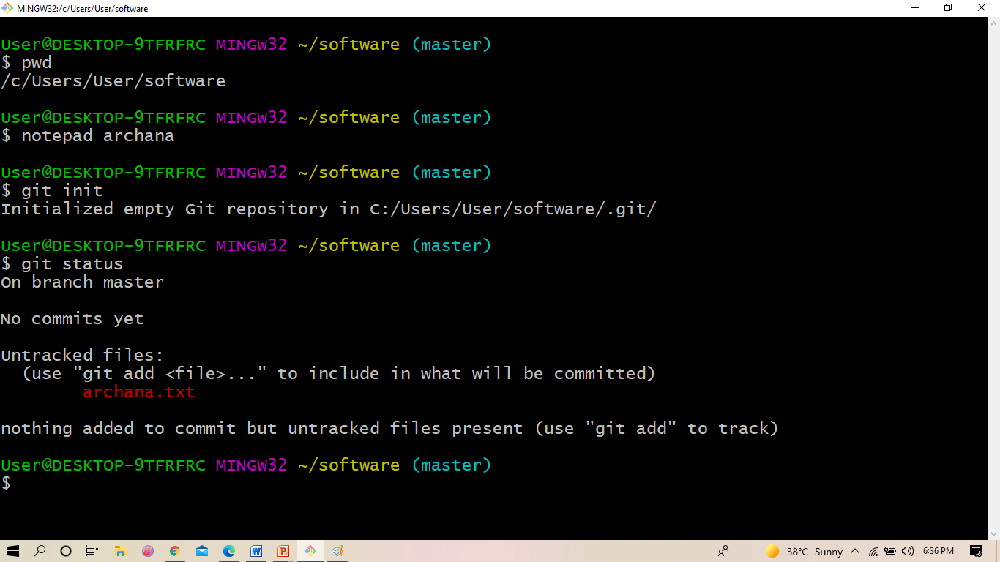 MINGW32:/c/Users/User/software
User@DESKTOP-9TFRFRC MINGW32 ~/software (master)
$ pwd
/c/Users/User/software
User@DESKTOP-9TFRFRC MINGW32 ~/software (master)
$ notepad archana
User@DESKTOP-9TFRFRC MINGW32 ~/software (master)
$ git init
Initialized empty Git repository in C:/Users/User/software/.git/
User@DESKTOP-9TFRFRC MINGW32 ~/software (master)
$ git status
On branch master
No commits yet
Untracked files:
  (use "git add <file>..." to include in what will be committed)
        archana.txt
nothing added to commit but untracked files present (use "git add" to track)
User@DESKTOP-9TFRFRC MINGW32 ~/software (master)
$
38°C Sunny 6:36 PM